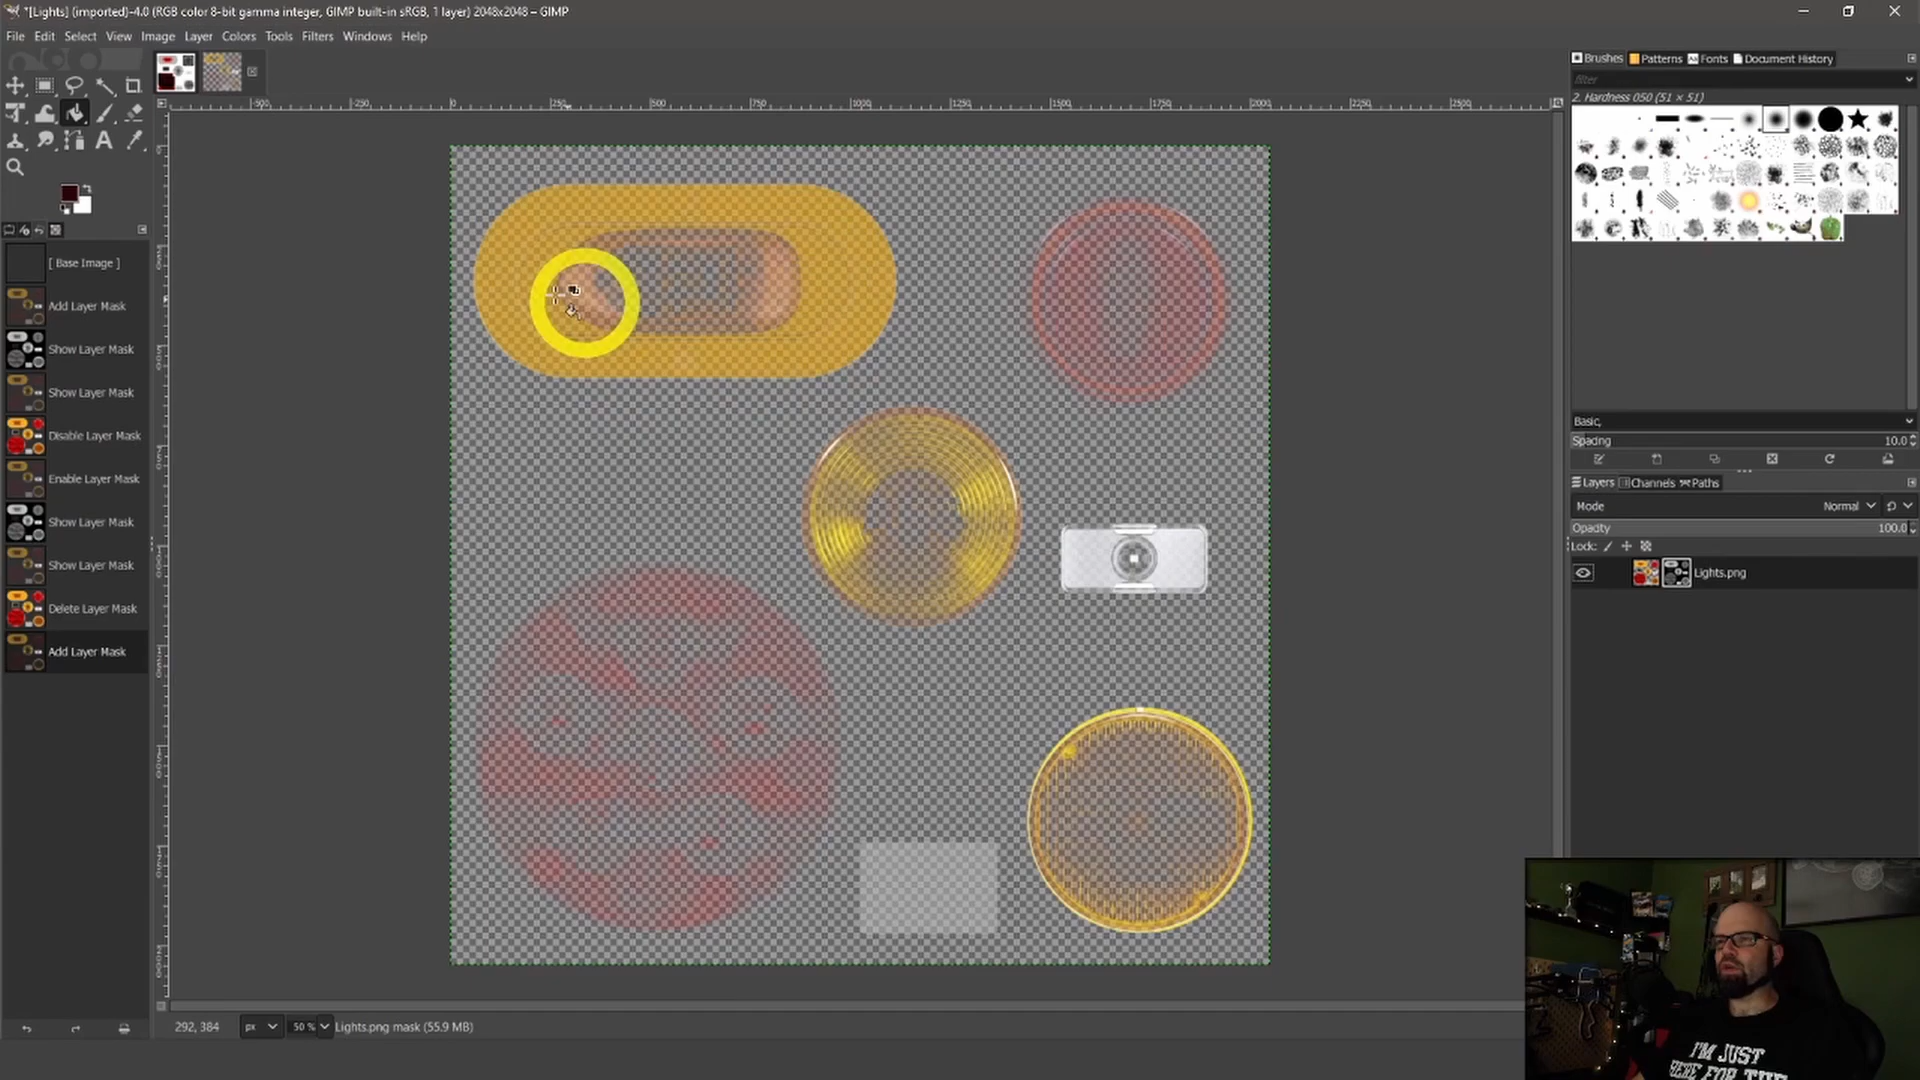 *[Lights] (imported)-4.0 (RGB color 8-bit gamma integer, GIMP built-in sRGB, 1 layer) 2048x2048 – GIMP
File Edit Select View Image Layer Colors Tools Filters Windows Help
Brushes Patterns Fonts Document History
filter
2. Hardness 050 (51 × 51)
[ Base Image ]
Add Layer Mask
Show Layer Mask
Show Layer Mask
Disable Layer Mask
Enable Layer Mask
Show Layer Mask
Show Layer Mask
Delete Layer Mask
Add Layer Mask
Basic,
Spacing 10.0
Layers Channels Paths
Mode Normal
Opacity 100.0
Lock:
Lights.png
292, 384 px 50 % Lights.png mask (55.9 MB)
I'M JUST
HERE FOR THE